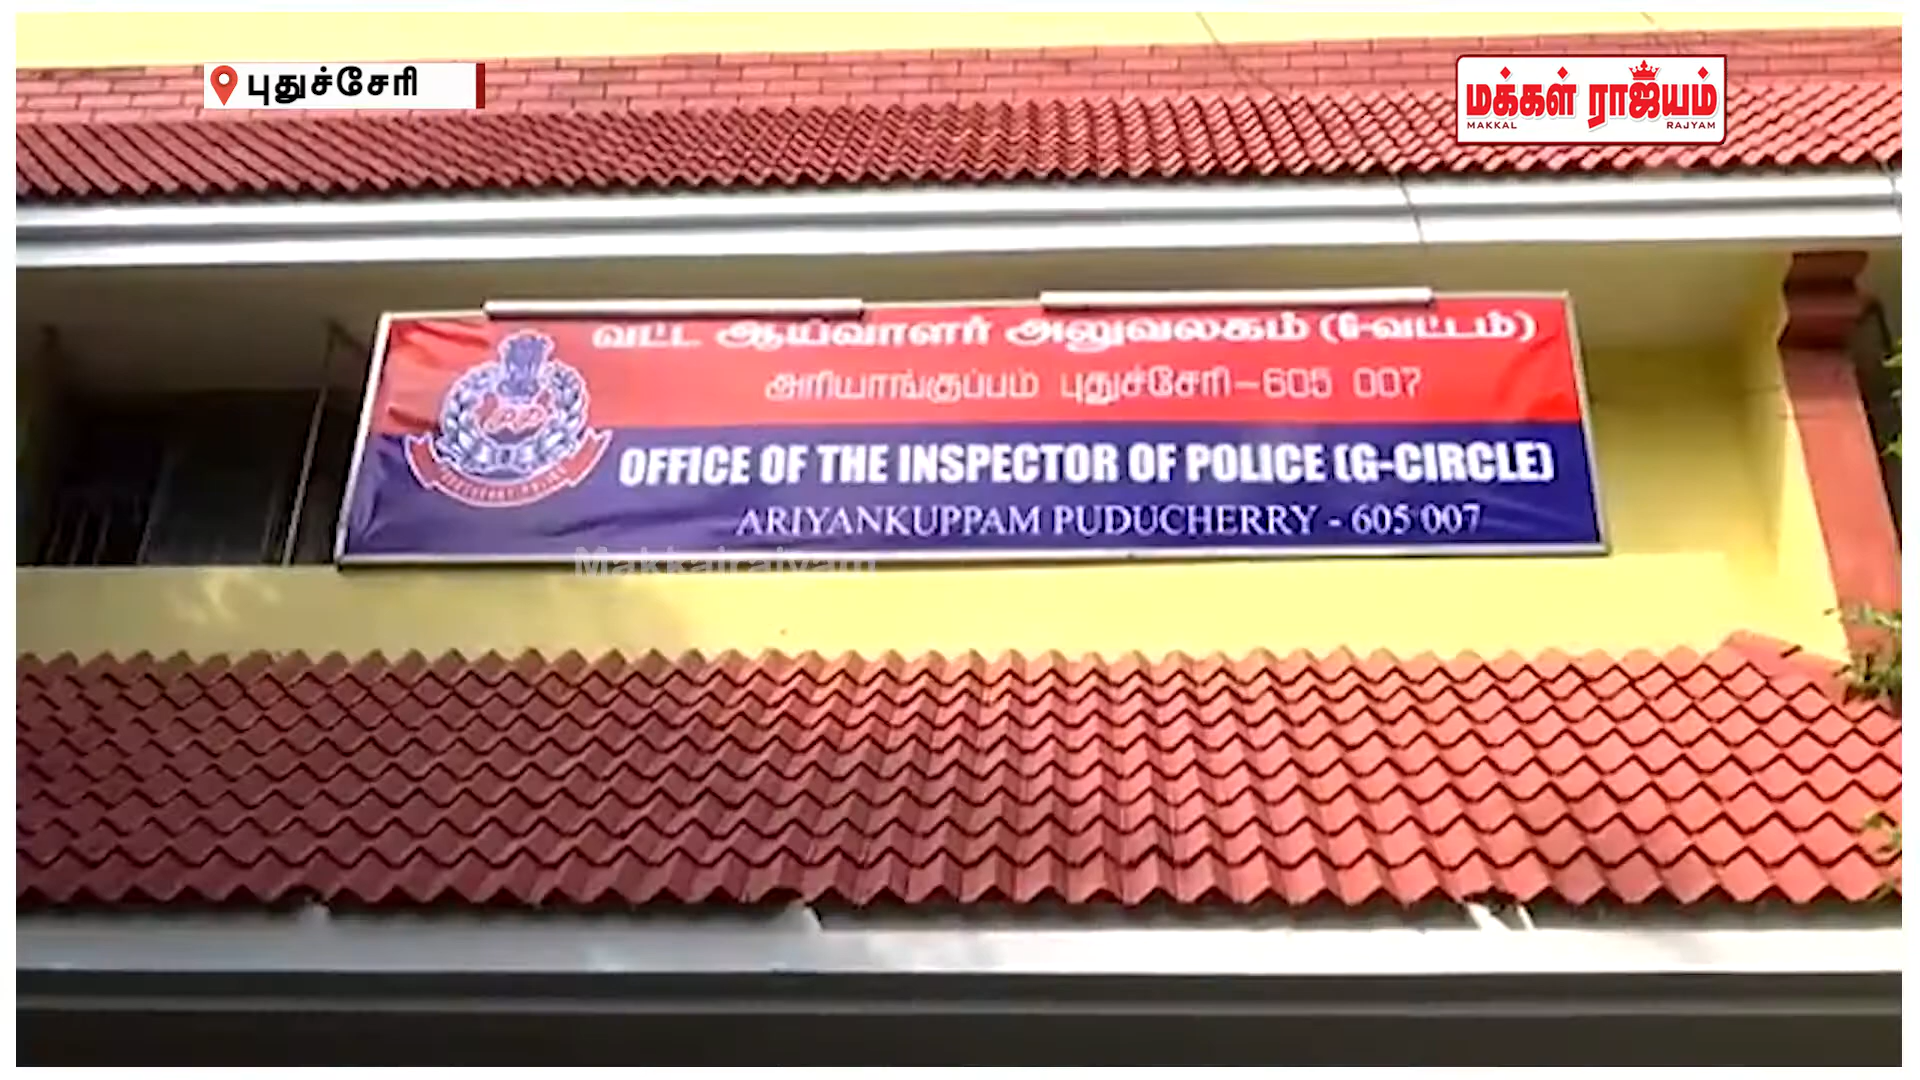 புதுச்சேரி
மக்கள் ராஜ்யம்
MAKKAL RAJYAM
வட்ட ஆய்வாளர் அலுவலகம் (G-வட்டம்)
அரியாங்குப்பம் புதுச்சேரி-605 007
OFFICE OF THE INSPECTOR OF POLICE (G-CIRCLE)
ARIYANKUPPAM PUDUCHERRY - 605 007
Makkalrajyam